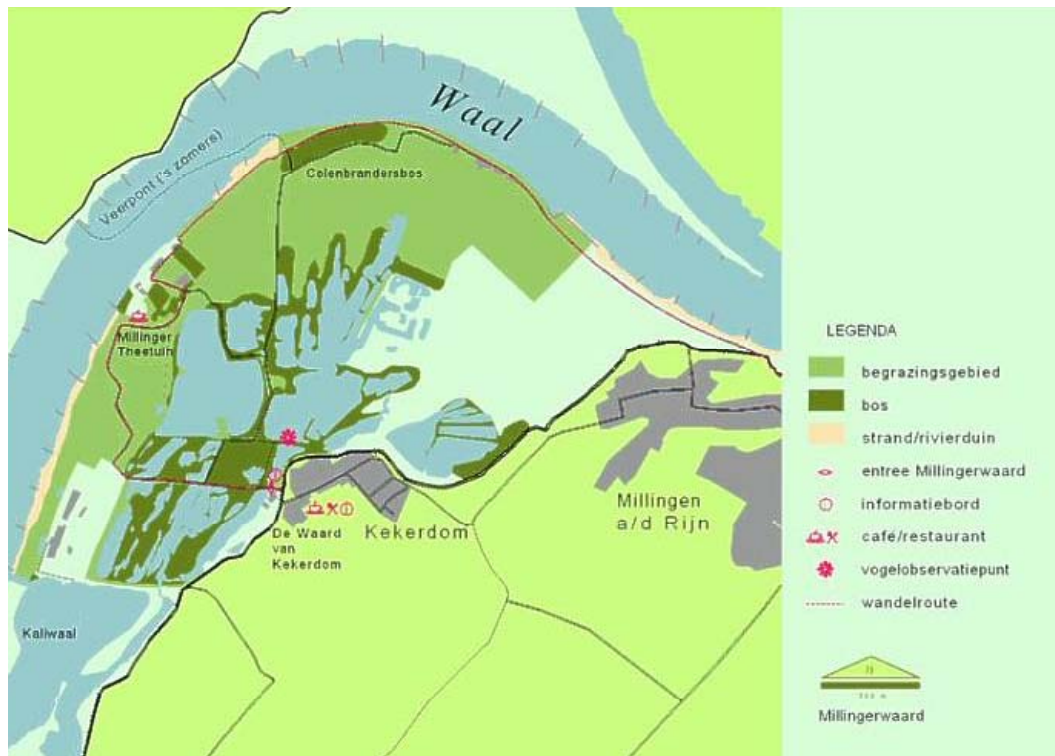 Waal
Veerpont ('s zomers)
Colenbrandersbos
Millinger
Theetuin
De Waard
van
Kekerdom
Kekerdom
Millingen
a/d Rijn
Kaliwaal
LEGENDA
begrazingsgebied
bos
strand/rivierduin
entree Millingerwaard
informatiebord
café/restaurant
vogelobservatiepunt
wandelroute
Millingerwaard